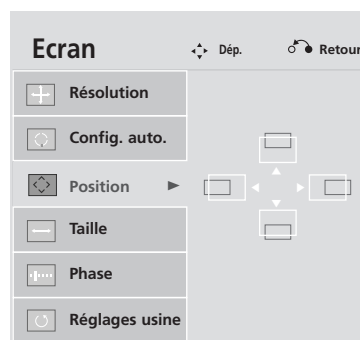 Ecran Dép. Retour
Résolution
Config. auto.
Position
Taille
Phase
Réglages usine